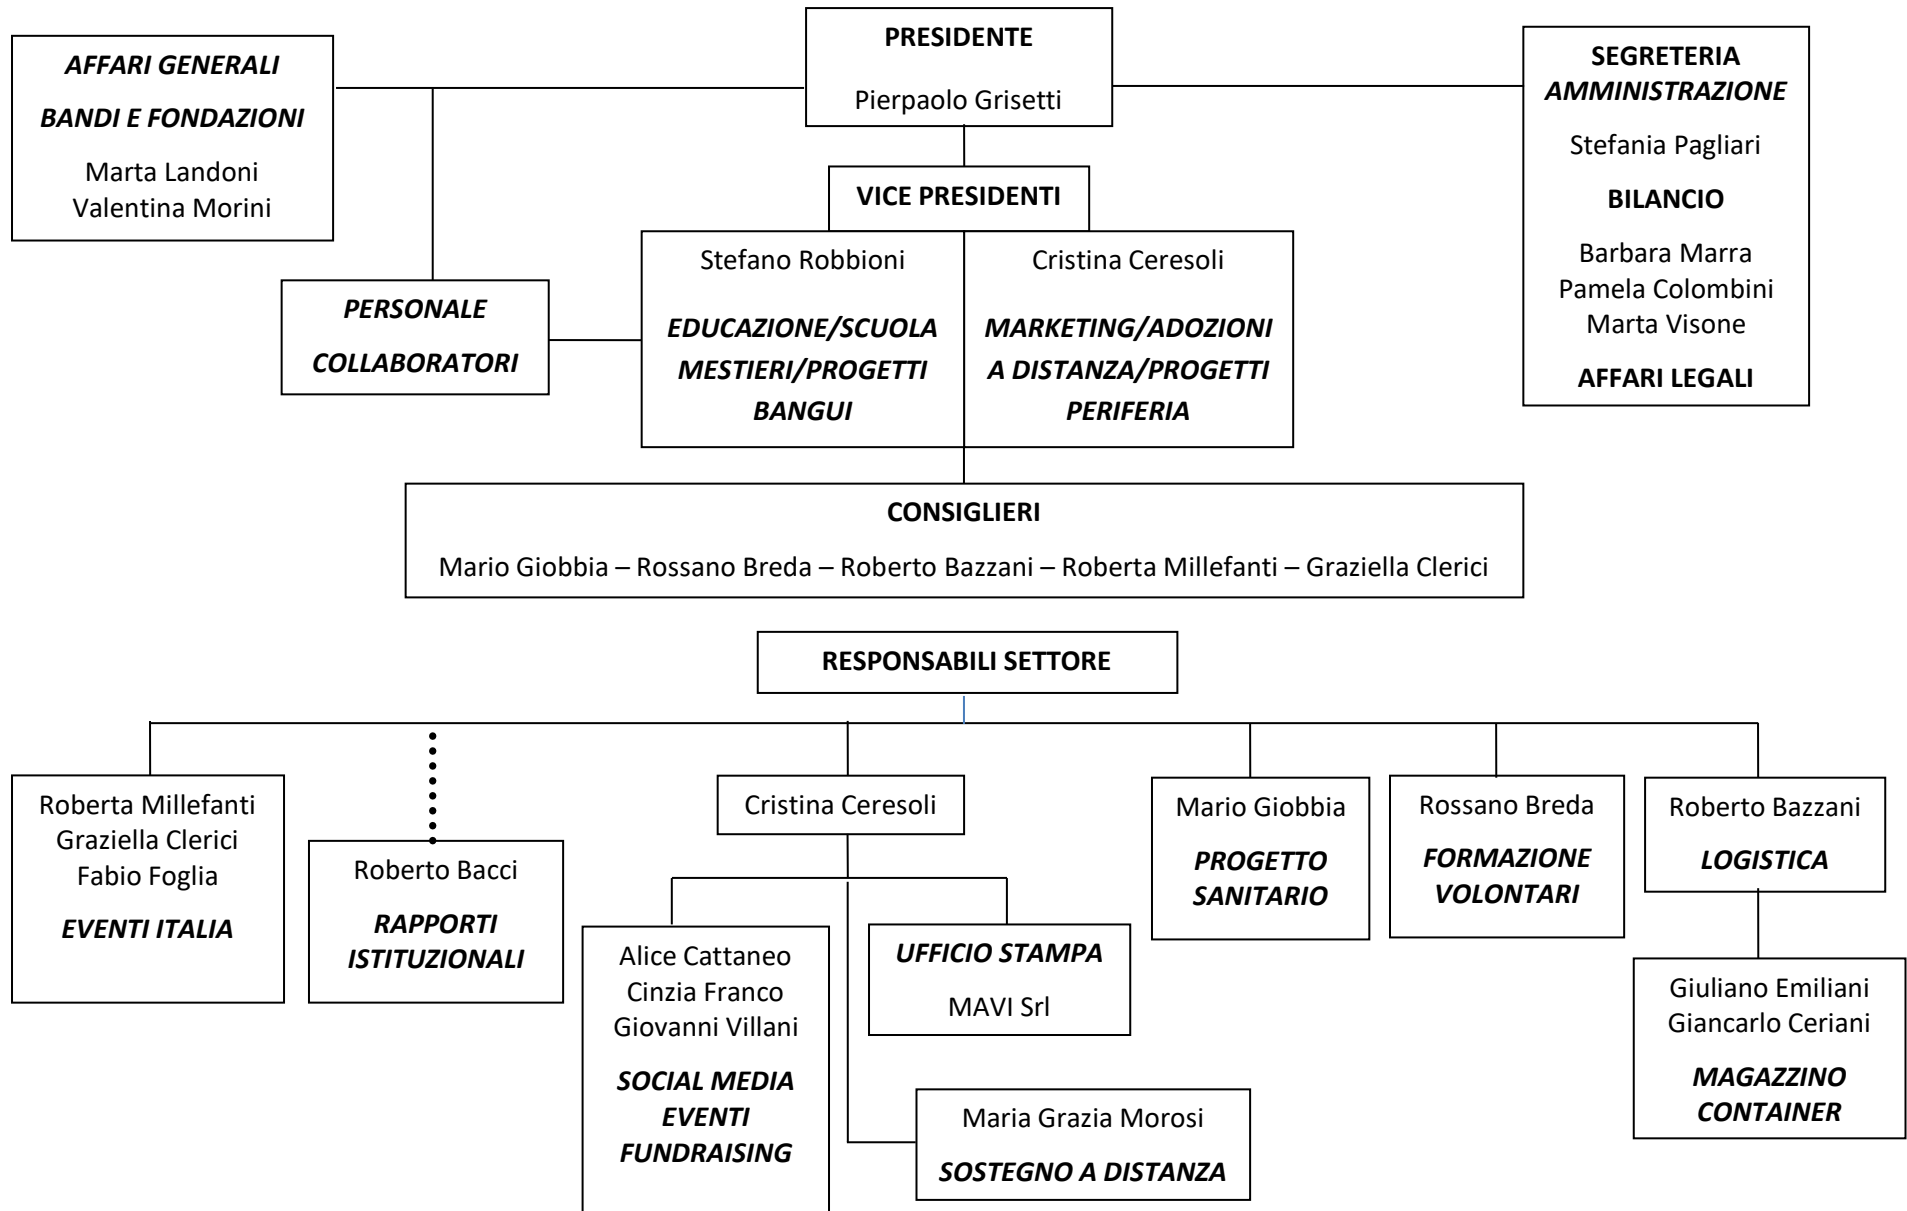 PRESIDENTE
Pierpaolo Grisetti
AFFARI GENERALI
BANDI E FONDAZIONI
Marta Landoni
Valentina Morini
SEGRETERIA
AMMINISTRAZIONE
Stefania Pagliari
BILANCIO
Barbara Marra
Pamela Colombini
Marta Visone
AFFARI LEGALI
VICE PRESIDENTI
PERSONALE
COLLABORATORI
Stefano Robbioni
EDUCAZIONE/SCUOLA
MESTIERI/PROGETTI
BANGUI
Cristina Ceresoli
MARKETING/ADOZIONI
A DISTANZA/PROGETTI
PERIFERIA
CONSIGLIERI
Mario Giobbia – Rossano Breda – Roberto Bazzani – Roberta Millefanti – Graziella Clerici
RESPONSABILI SETTORE
Roberta Millefanti
Graziella Clerici
Fabio Foglia
EVENTI ITALIA
Roberto Bacci
RAPPORTI
ISTITUZIONALI
Cristina Ceresoli
Alice Cattaneo
Cinzia Franco
Giovanni Villani
SOCIAL MEDIA
EVENTI
FUNDRAISING
UFFICIO STAMPA
MAVI Srl
Maria Grazia Morosi
SOSTEGNO A DISTANZA
Mario Giobbia
PROGETTO
SANITARIO
Rossano Breda
FORMAZIONE
VOLONTARI
Roberto Bazzani
LOGISTICA
Giuliano Emiliani
Giancarlo Ceriani
MAGAZZINO
CONTAINER